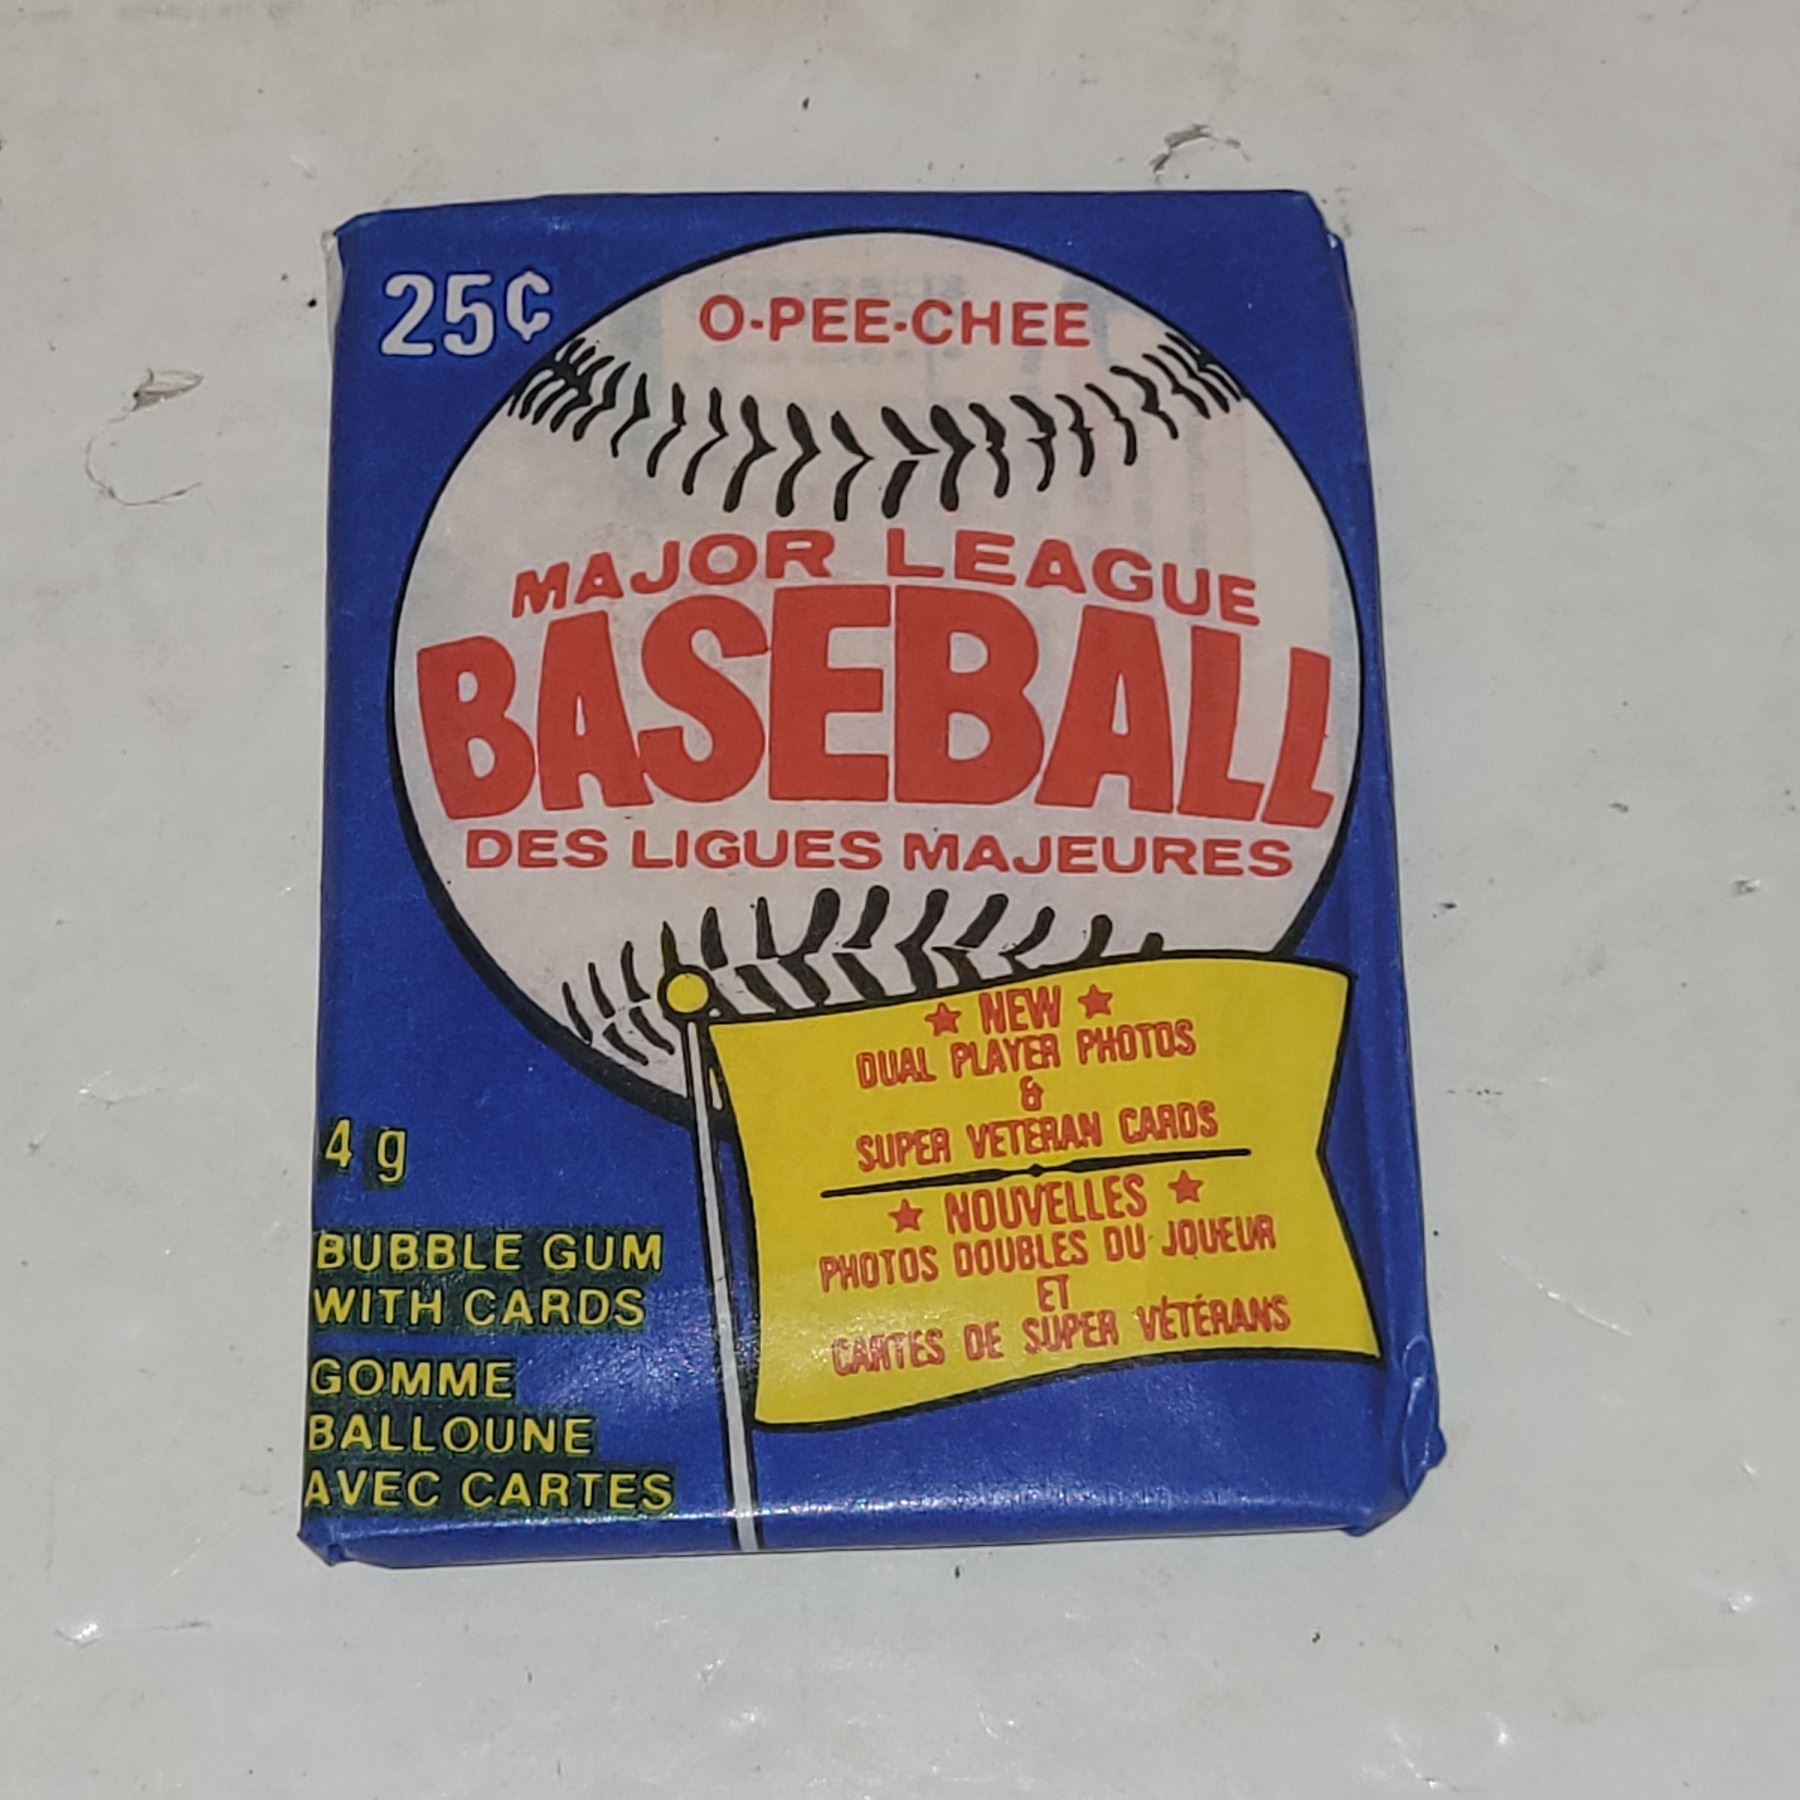 25¢
O-PEE-CHEE
MAJOR LEAGUE
BASEBALL
DES LIGUES MAJEURES
★ NEW ★
DUAL PLAYER PHOTOS
&
SUPER VETERAN CARDS
★ NOUVELLES ★
PHOTOS DOUBLES DU JOUEUR
ET
CARTES DE SUPER VÉTÉRANS
4 g
BUBBLE GUM
WITH CARDS
GOMME
BALLOUNE
AVEC CARTES